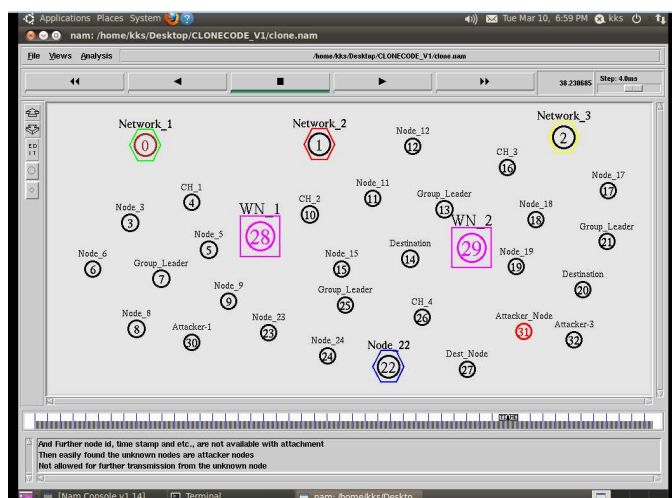 Applications Places System Tue Mar 10, 6:59 PM kks
nam: /home/kks/Desktop/CLONECODE_V1/clone.nam
File Views Analysis /home/kks/Desktop/CLONECODE_V1/clone.nam
38.230685 Step: 4.0ms
ED
IT
Network_1
0
Network_2
1
Node_12
12
Network_3
2
CH_3
16
Node_17
17
CH_1
4
Node_11
11
Group_Leader
13
CH_2
10
Node_3
3
WN_1
28
WN_2
29
Node_18
18
Group_Leader
21
Node_5
5
Node_6
6
Group_Leader
7
Node_15
15
Destination
14
Node_19
19
Destination
20
Node_9
9
Group_Leader
25
CH_4
26
Node_8
8
Attacker-1
30
Node_23
23
Node_24
24
Node_22
22
Dest_Node
27
Attacker_Node
31
Attacker-3
32
And Further node id, time stamp and etc., are not available with attachment
Then easily found the unknown nodes are attacker nodes
Not allowed for further transmission from the unknown node
[Nam Console v1.14] Terminal nam: /home/kks/Deskto...